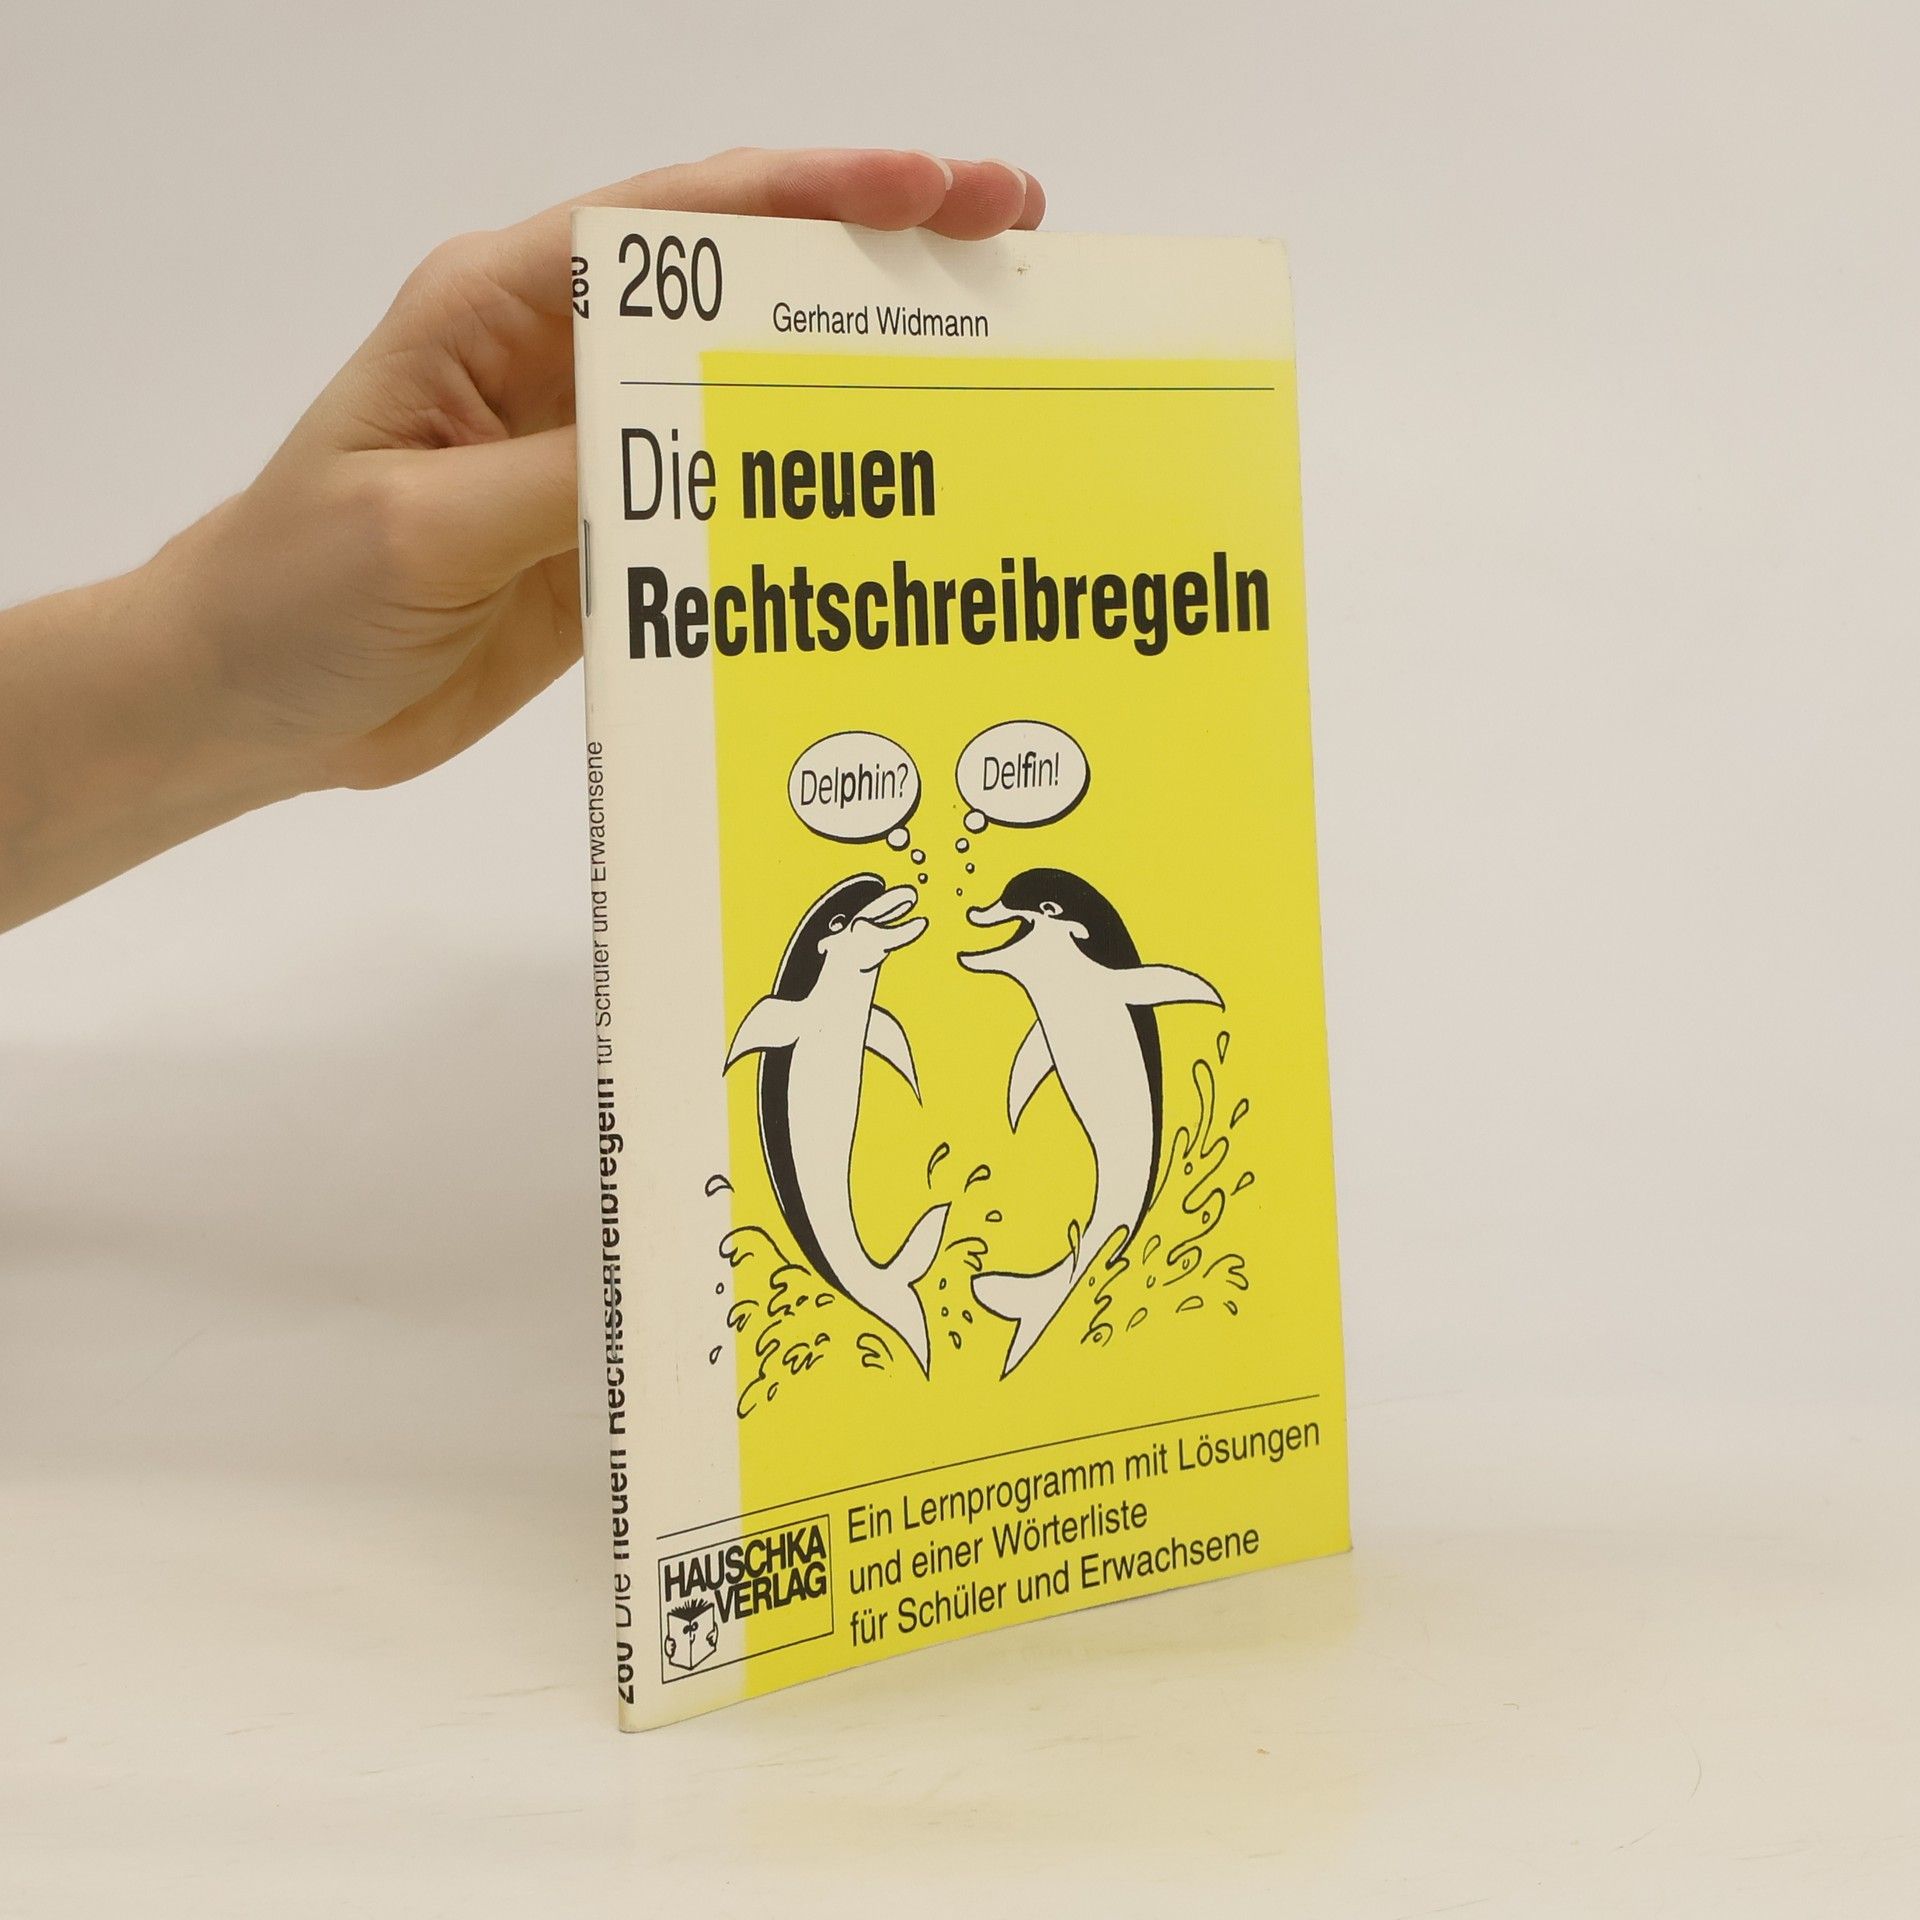 260
Gerhard Widmann
Die neuen
Rechtschreibregeln
Delphin?
Delfin!
Ein Lernprogramm mit Lösungen
und einer Wörterliste
für Schüler und Erwachsene
HAUSCHKA
VERLAG
260
260 Die neuen Rechtschreibregeln für Schüler und Erwachsene